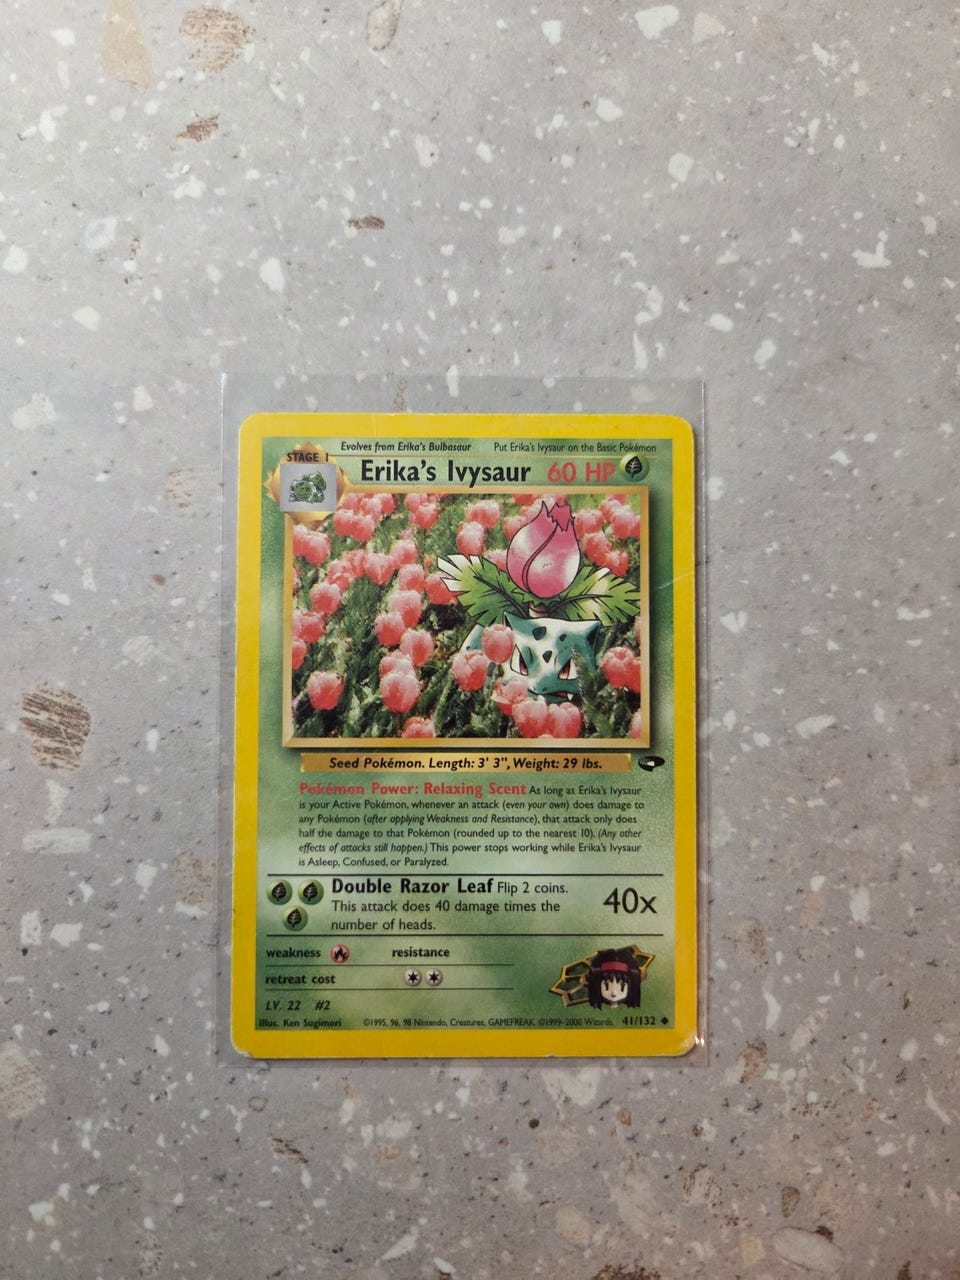 Evolves from Erika's Bulbasaur Put Erika's Ivysaur on the Basic Pokémon
STAGE 1
Erika's Ivysaur 60 HP
Seed Pokémon. Length: 3' 3", Weight: 29 lbs.
Pokémon Power: Relaxing Scent As long as Erika's Ivysaur
is your Active Pokémon, whenever an attack (even your own) does damage to
any Pokémon (after applying Weakness and Resistance), that attack only does
half the damage to that Pokémon (rounded up to the nearest 10). (Any other
effects of attacks still happen.) This power stops working while Erika's Ivysaur
is Asleep, Confused, or Paralyzed.
Double Razor Leaf Flip 2 coins.
This attack does 40 damage times the
number of heads.
40x
weakness resistance
retreat cost
LV. 22 #2
Illus. Ken Sugimori ©1995, 96, 98 Nintendo, Creatures, GAMEFREAK. ©1999-2000 Wizards. 41/132